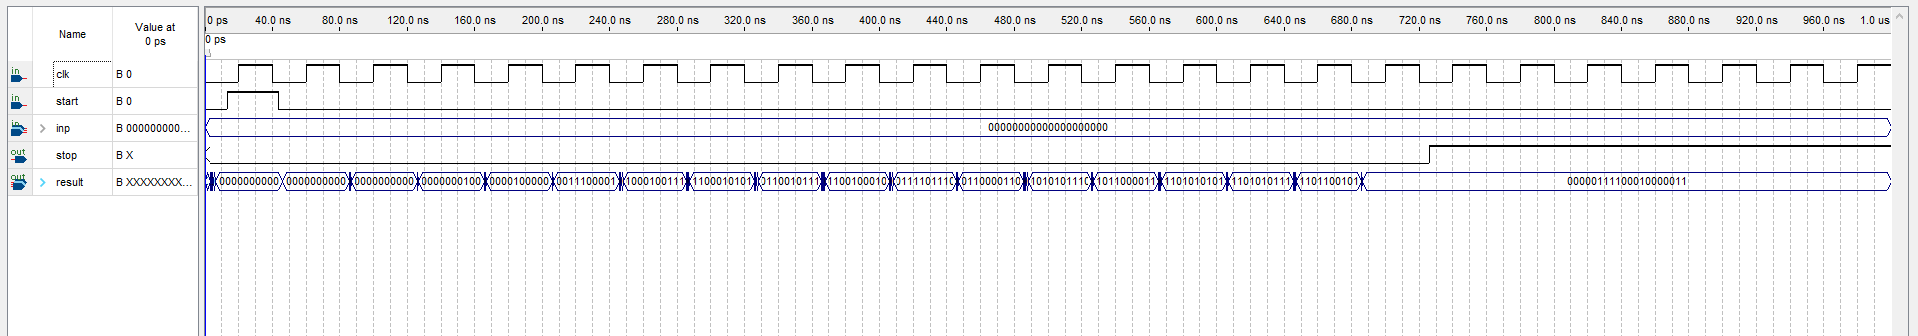 Name Value at 0 ps
0 ps 40.0 ns 80.0 ns 120.0 ns 160.0 ns 200.0 ns 240.0 ns 280.0 ns 320.0 ns 360.0 ns 400.0 ns 440.0 ns 480.0 ns 520.0 ns 560.0 ns 600.0 ns 640.0 ns 680.0 ns 720.0 ns 760.0 ns 800.0 ns 840.0 ns 880.0 ns 920.0 ns 960.0 ns 1.0 us
0 ps
in clk B 0
in start B 0
in inp B 000000000... 00000000000000000000
out stop B X
out result B XXXXXXXX... 0000000000 0000000000 0000000000 0000000100 0000100000 0011100001 1000100111 1100010101 0111001011 1100100010 0111110111 0110000110 1010101110 1011000011 1101010101 1101010111 1101100101 00000111100010000011